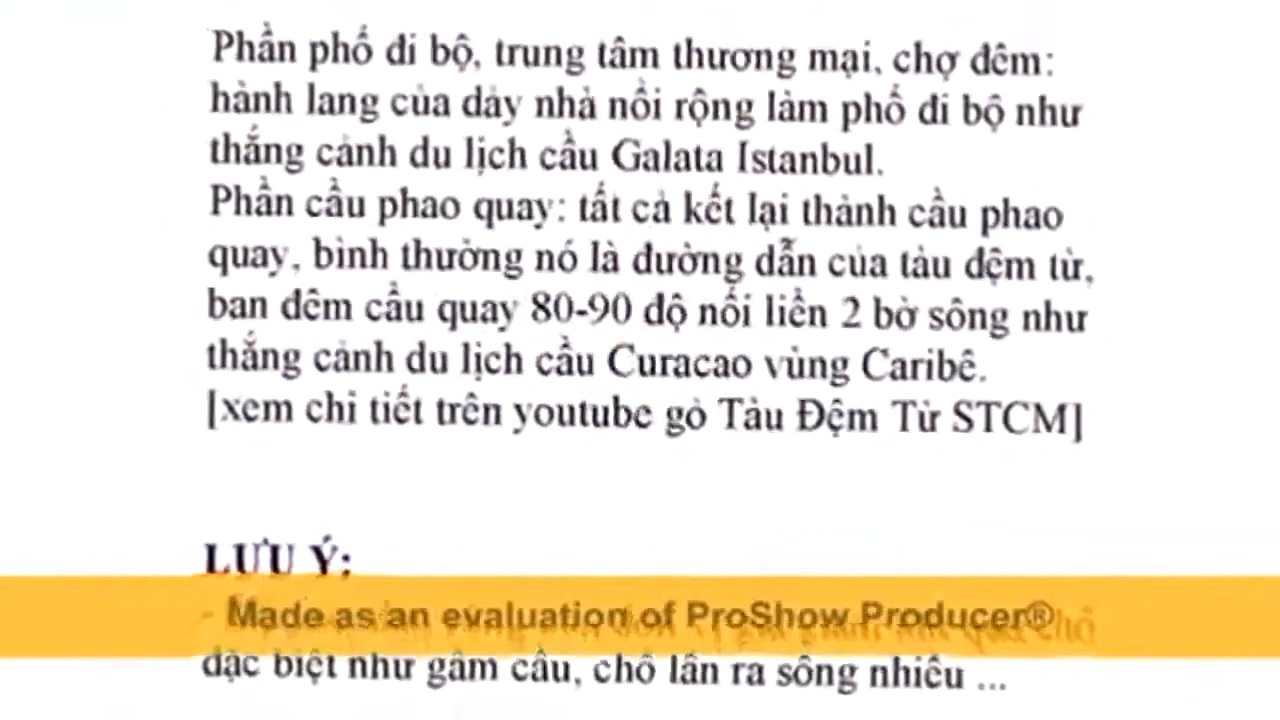 Phần phố đi bộ, trung tâm thương mại, chợ đêm:
hành lang của dãy nhà nổi rộng làm phố đi bộ như
thắng cảnh du lịch cầu Galata Istanbul.
Phần cầu phao quay: tất cả kết lại thành cầu phao
quay, bình thường nó là đường dẫn của tàu đệm từ,
ban đêm cầu quay 80-90 độ nối liền 2 bờ sông như
thắng cảnh du lịch cầu Curacao vùng Caribê.
[xem chi tiết trên youtube gỏ Tàu Đệm Từ STCM]
LƯU Ý:
- Made as an evaluation of ProShow Producer®
đặc biệt như gầm cầu, chỗ lấn ra sông nhiều ...